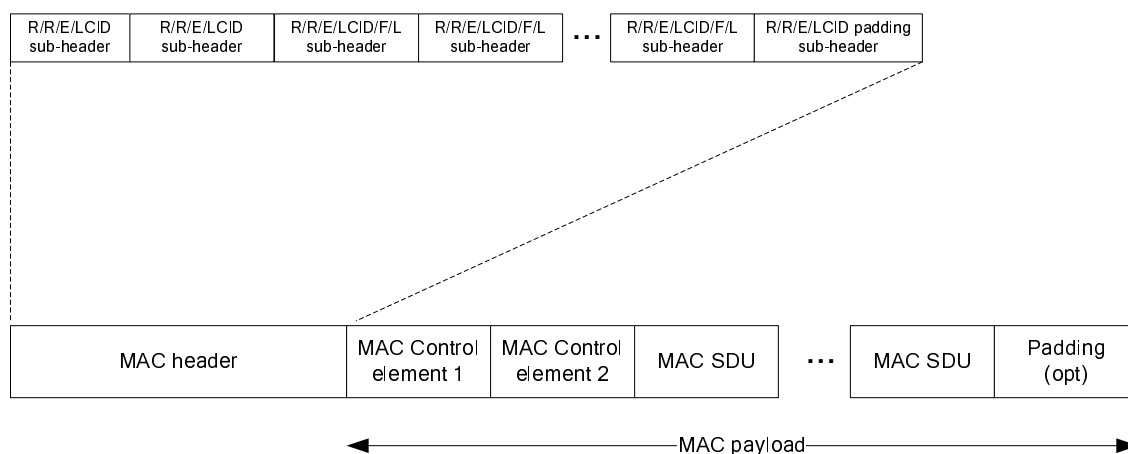 R/R/E/LCID sub-header
R/R/E/LCID sub-header
R/R/E/LCID/F/L sub-header
R/R/E/LCID/F/L sub-header
...
R/R/E/LCID/F/L sub-header
R/R/E/LCID padding sub-header
MAC header
MAC Control element 1
MAC Control element 2
MAC SDU
...
MAC SDU
Padding (opt)
MAC payload